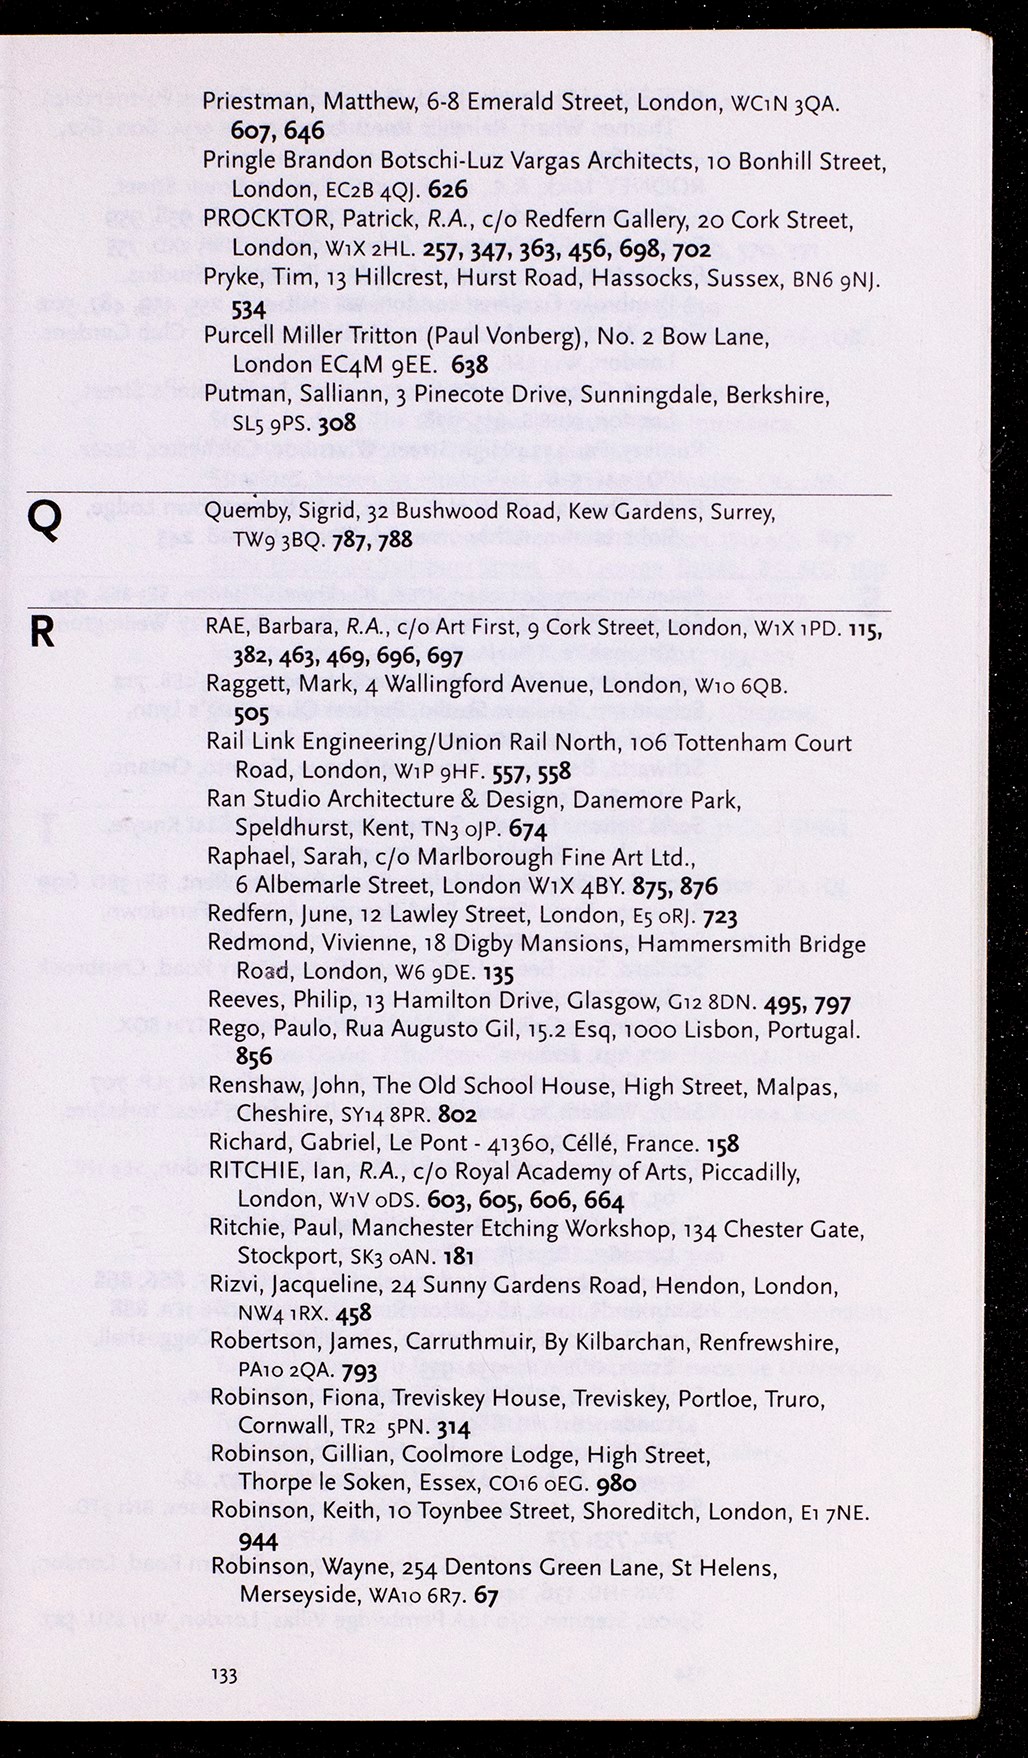 Priestman, Matthew, 6-8 Emerald Street, London, WC1N 3QA.
607, 646
Pringle Brandon Botschi-Luz Vargas Architects, 10 Bonhill Street,
London, EC2B 4QJ. 626
PROCKTOR, Patrick, R.A., c/o Redfern Gallery, 20 Cork Street,
London, W1X 2HL. 257, 347, 363, 456, 698, 702
Pryke, Tim, 13 Hillcrest, Hurst Road, Hassocks, Sussex, BN6 9NJ.
534
Purcell Miller Tritton (Paul Vonberg), No. 2 Bow Lane,
London EC4M 9EE. 638
Putman, Salliann, 3 Pinecote Drive, Sunningdale, Berkshire,
SL5 9PS. 308
Q
Quemby, Sigrid, 32 Bushwood Road, Kew Gardens, Surrey,
TW9 3BQ. 787, 788
R
RAE, Barbara, R.A., c/o Art First, 9 Cork Street, London, W1X 1PD. 115,
382, 463, 469, 696, 697
Raggett, Mark, 4 Wallingford Avenue, London, W10 6QB.
505
Rail Link Engineering/Union Rail North, 106 Tottenham Court
Road, London, W1P 9HF. 557, 558
Ran Studio Architecture & Design, Danemore Park,
Speldhurst, Kent, TN3 0JP. 674
Raphael, Sarah, c/o Marlborough Fine Art Ltd.,
6 Albemarle Street, London W1X 4BY. 875, 876
Redfern, June, 12 Lawley Street, London, E5 0RJ. 723
Redmond, Vivienne, 18 Digby Mansions, Hammersmith Bridge
Road, London, W6 9DE. 135
Reeves, Philip, 13 Hamilton Drive, Glasgow, G12 8DN. 495, 797
Rego, Paulo, Rua Augusto Gil, 15.2 Esq, 1000 Lisbon, Portugal.
856
Renshaw, John, The Old School House, High Street, Malpas,
Cheshire, SY14 8PR. 802
Richard, Gabriel, Le Pont - 41360, Céllé, France. 158
RITCHIE, Ian, R.A., c/o Royal Academy of Arts, Piccadilly,
London, W1V 0DS. 603, 605, 606, 664
Ritchie, Paul, Manchester Etching Workshop, 134 Chester Gate,
Stockport, SK3 0AN. 181
Rizvi, Jacqueline, 24 Sunny Gardens Road, Hendon, London,
NW4 1RX. 458
Robertson, James, Carruthmuir, By Kilbarchan, Renfrewshire,
PA10 2QA. 793
Robinson, Fiona, Treviskey House, Treviskey, Portloe, Truro,
Cornwall, TR2 5PN. 314
Robinson, Gillian, Coolmore Lodge, High Street,
Thorpe le Soken, Essex, CO16 0EG. 980
Robinson, Keith, 10 Toynbee Street, Shoreditch, London, E1 7NE.
944
Robinson, Wayne, 254 Dentons Green Lane, St Helens,
Merseyside, WA10 6R7. 67
133